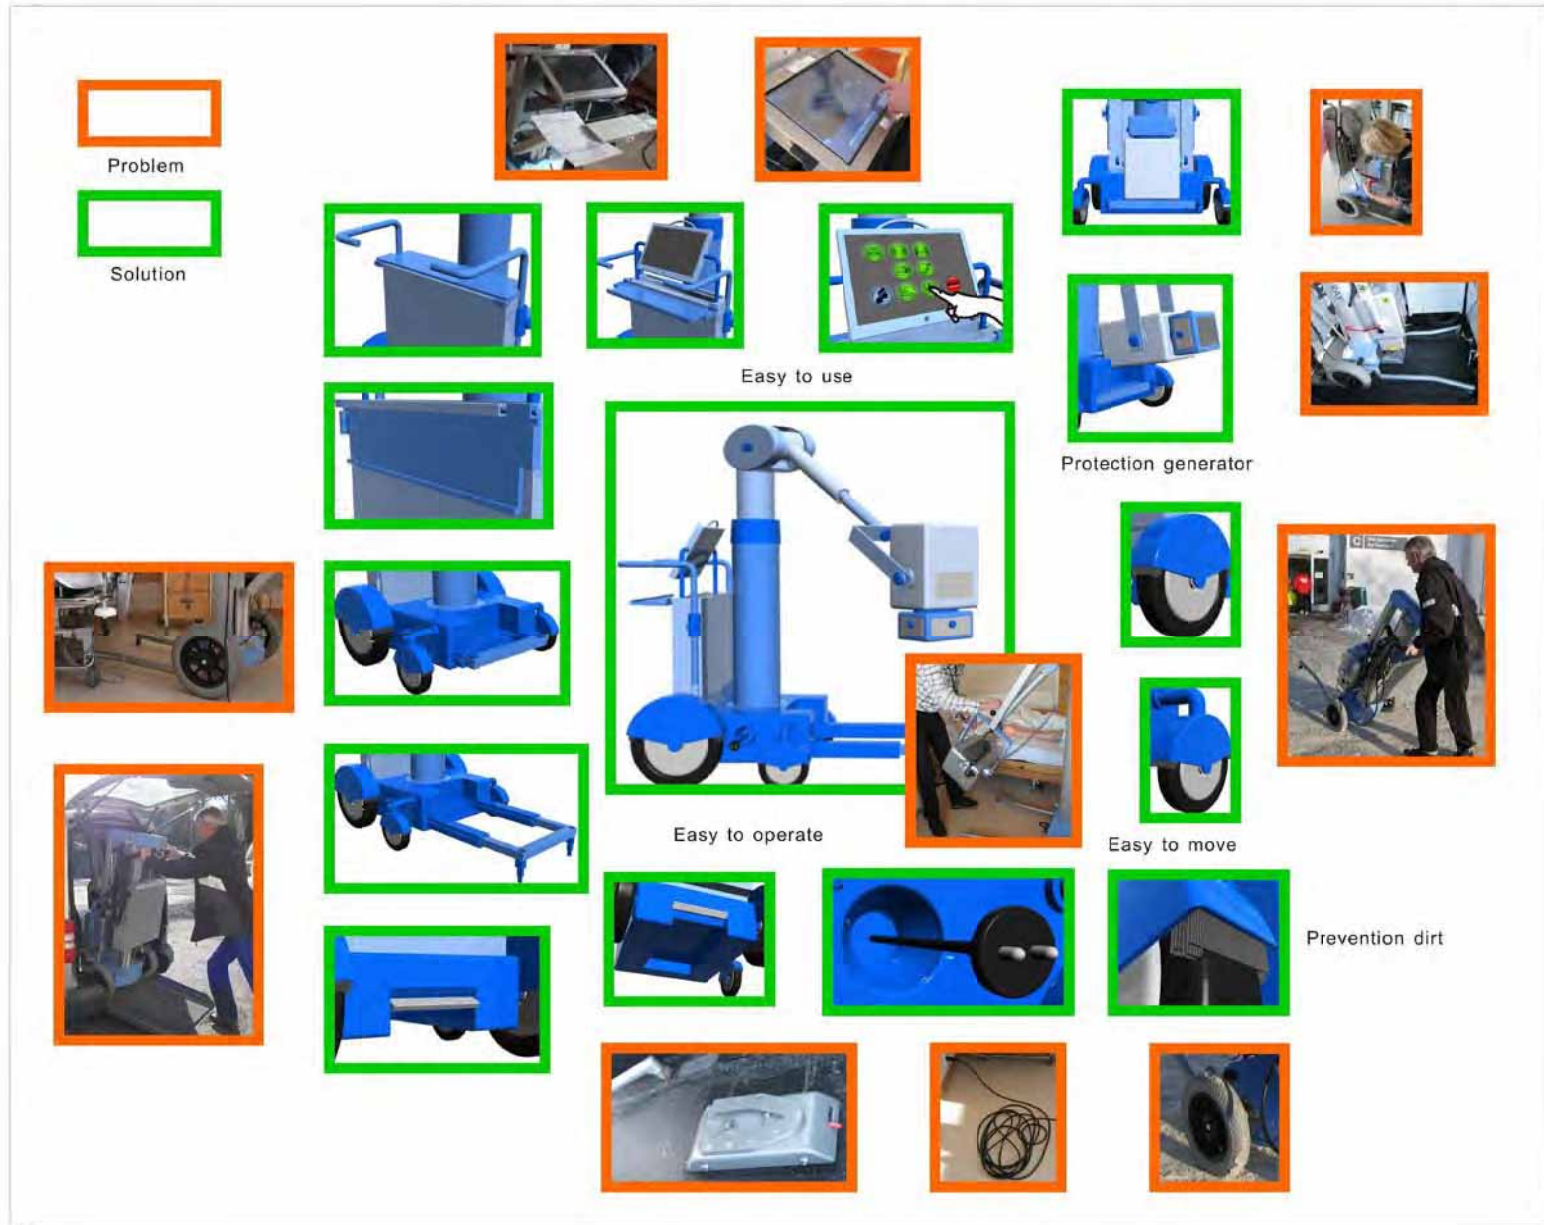 Problem
Solution
Easy to use
Protection generator
Easy to operate
Easy to move
Prevention dirt